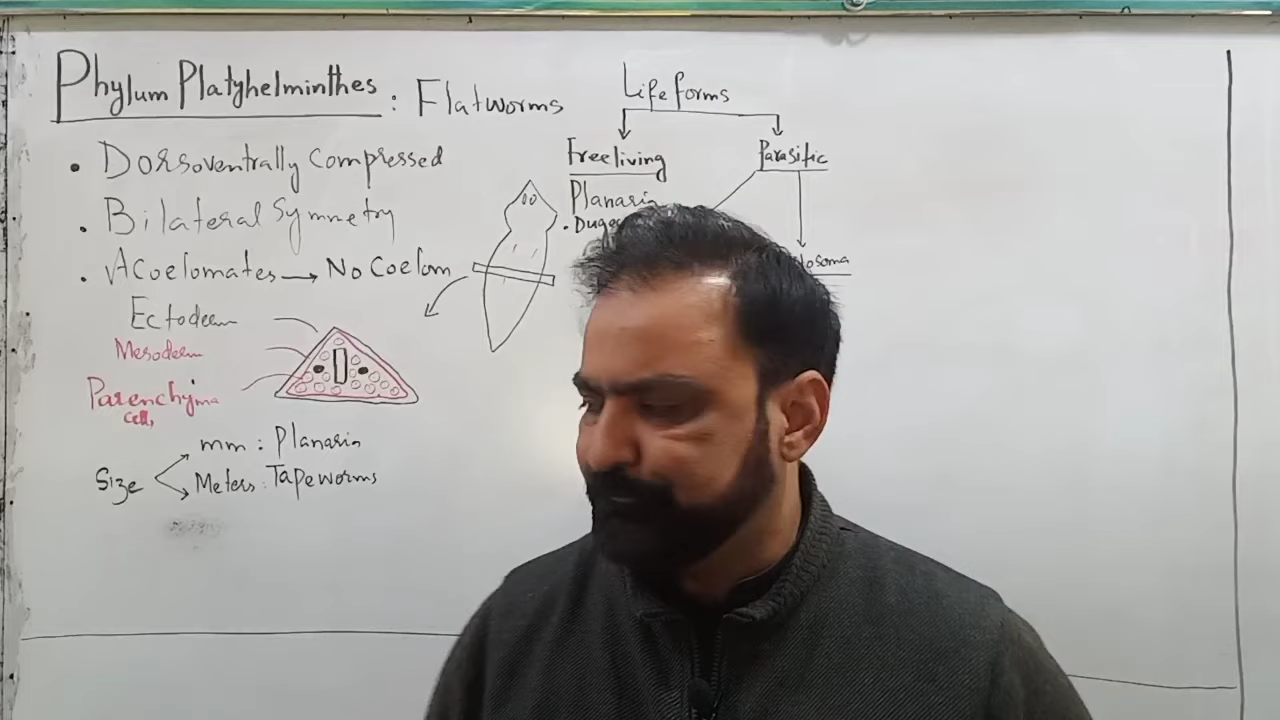 Phylum Platyhelminthes : Flatworms
• Dorsoventrally Compressed
• Bilateral Symmetry
• Acoelomates → No Coelom
Ectoderm
Mesoderm
Parenchyma
Cells
Size
mm : Planaria
Meters : Tapeworms
Life forms
Freeliving
Parasitic
Planaria